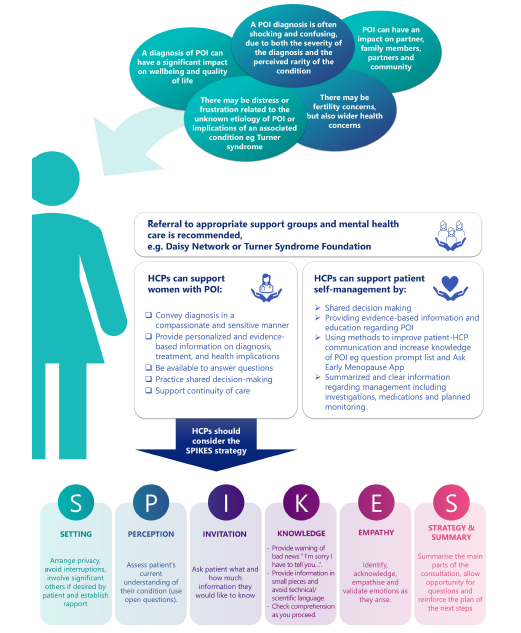 A POI diagnosis is often
shocking and confusing,
due to both the severity of
the diagnosis and the
perceived rarity of the
condition
POI can have an
impact on partner,
family members,
partners and
community
A diagnosis of POI can
have a significant impact
on wellbeing and quality
of life
There may be distress or
frustration related to the
unknown etiology of POI or
implications of an associated
condition eg Turner
syndrome
There may be
fertility concerns,
but also wider health
concerns
Referral to appropriate support groups and mental health
care is recommended,
e.g. Daisy Network or Turner Syndrome Foundation
HCPs can support
women with POI:
❑ Convey diagnosis in a
compassionate and sensitive manner
❑ Provide personalized and evidence-
based information on diagnosis,
treatment, and health implications
❑ Be available to answer questions
❑ Practice shared decision-making
❑ Support continuity of care
HCPs can support patient
self-management by:
➢ Shared decision making
➢ Providing evidence-based information and
education regarding POI
➢ Using methods to improve patient-HCP
communication and increase knowledge
of POI eg question prompt list and Ask
Early Menopause App
➢ Summarized and clear information
regarding management including
investigations, medications and planned
monitoring
HCPs should
consider the
SPIKES strategy
S
SETTING
Arrange privacy,
avoid interruptions,
involve significant
others if desired by
patient and establish
rapport
P
PERCEPTION
Assess patient's
current
understanding of
their condition (use
open questions).
I
INVITATION
Ask patient what and
how much
information they
would like to know
K
KNOWLEDGE
- Provide warning of
bad news " I'm sorry I
have to tell you...".
- Provide information in
small pieces and
avoid technical/
scientific language.
- Check comprehension
as you proceed.
E
EMPATHY
Identify,
acknowledge,
empathise and
validate emotions as
they arise.
S
STRATEGY &
SUMMARY
Summarise the main
parts of the
consultation, allow
opportunity for
questions and
reinforce the plan of
the next steps